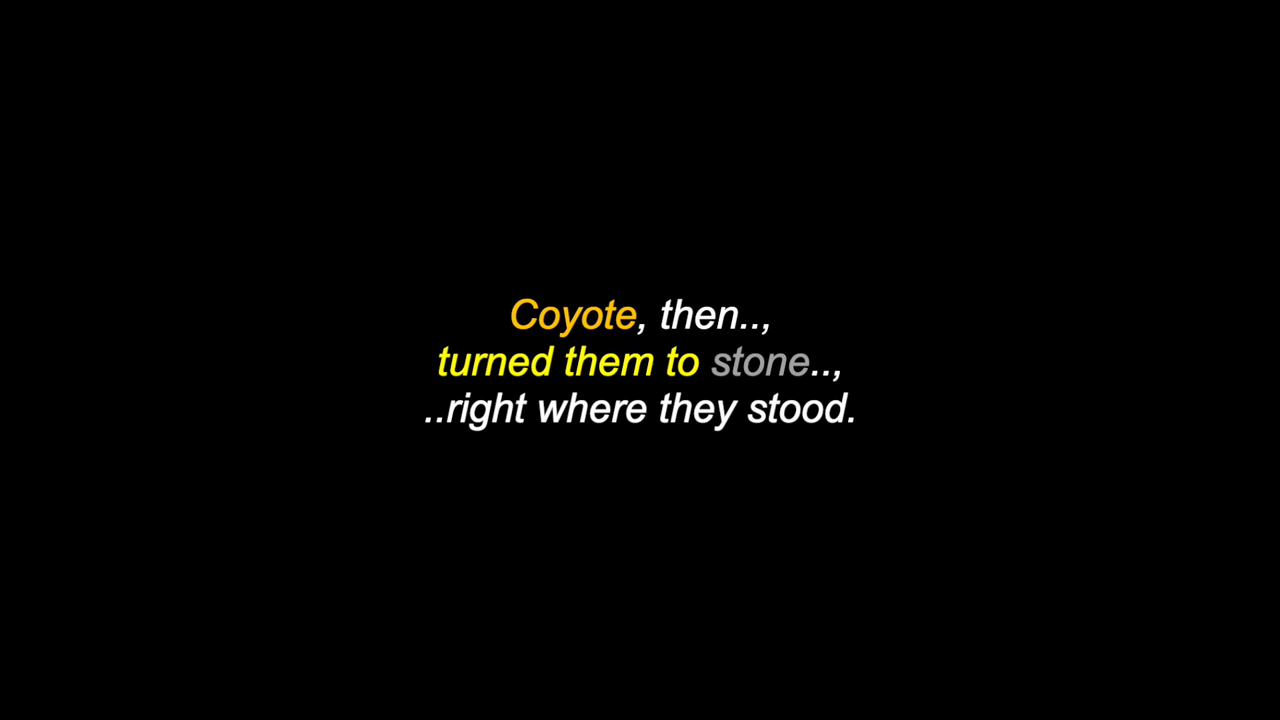 Coyote, then..,
turned them to stone..,
..right where they stood.